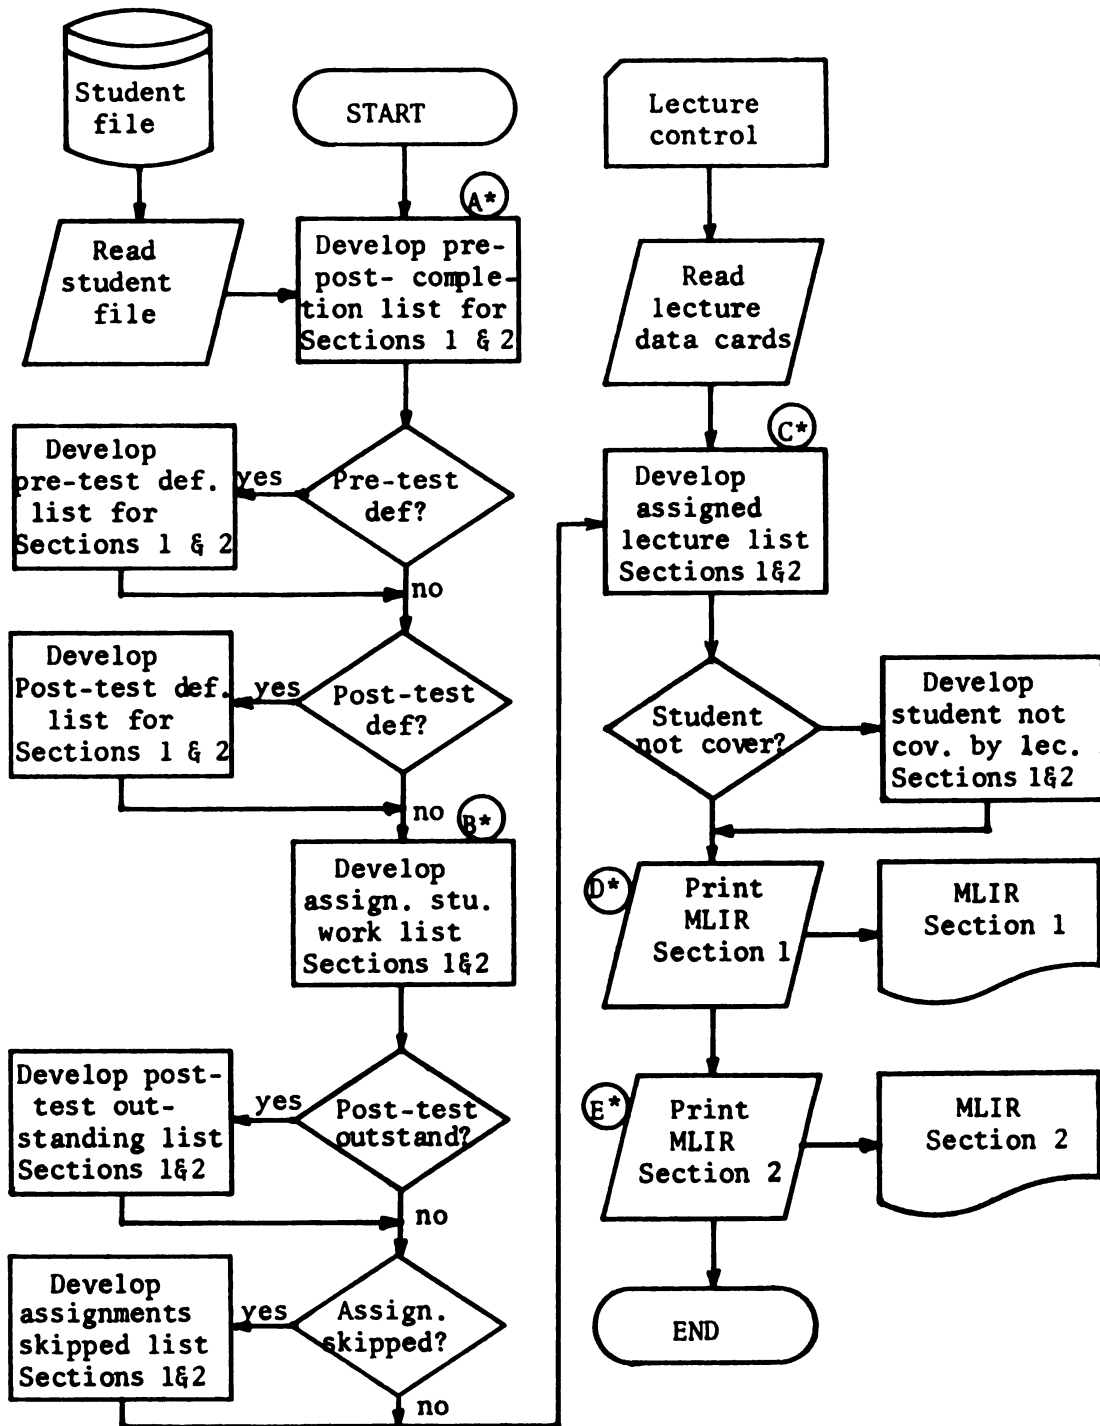 Student
file
START
A*
Read
student
file
Develop pre-
post- comple-
tion list for
Sections 1 & 2
Develop
pre-test def.
list for
Sections 1 & 2
yes
Pre-test
def?
no
Develop
Post-test def.
list for
Sections 1 & 2
yes
Post-test
def?
no
B*
Develop
assign. stu.
work list
Sections 1&2
Develop post-
test out-
standing list
Sections 1&2
yes
Post-test
outstand?
no
Develop
assignments
skipped list
Sections 1&2
yes
Assign.
skipped?
no
Lecture
control
Read
lecture
data cards
C*
Develop
assigned
lecture list
Sections 1&2
Student
not cover?
Develop
student not
cov. by lec.
Sections 1&2
D*
Print
MLIR
Section 1
MLIR
Section 1
E*
Print
MLIR
Section 2
MLIR
Section 2
END